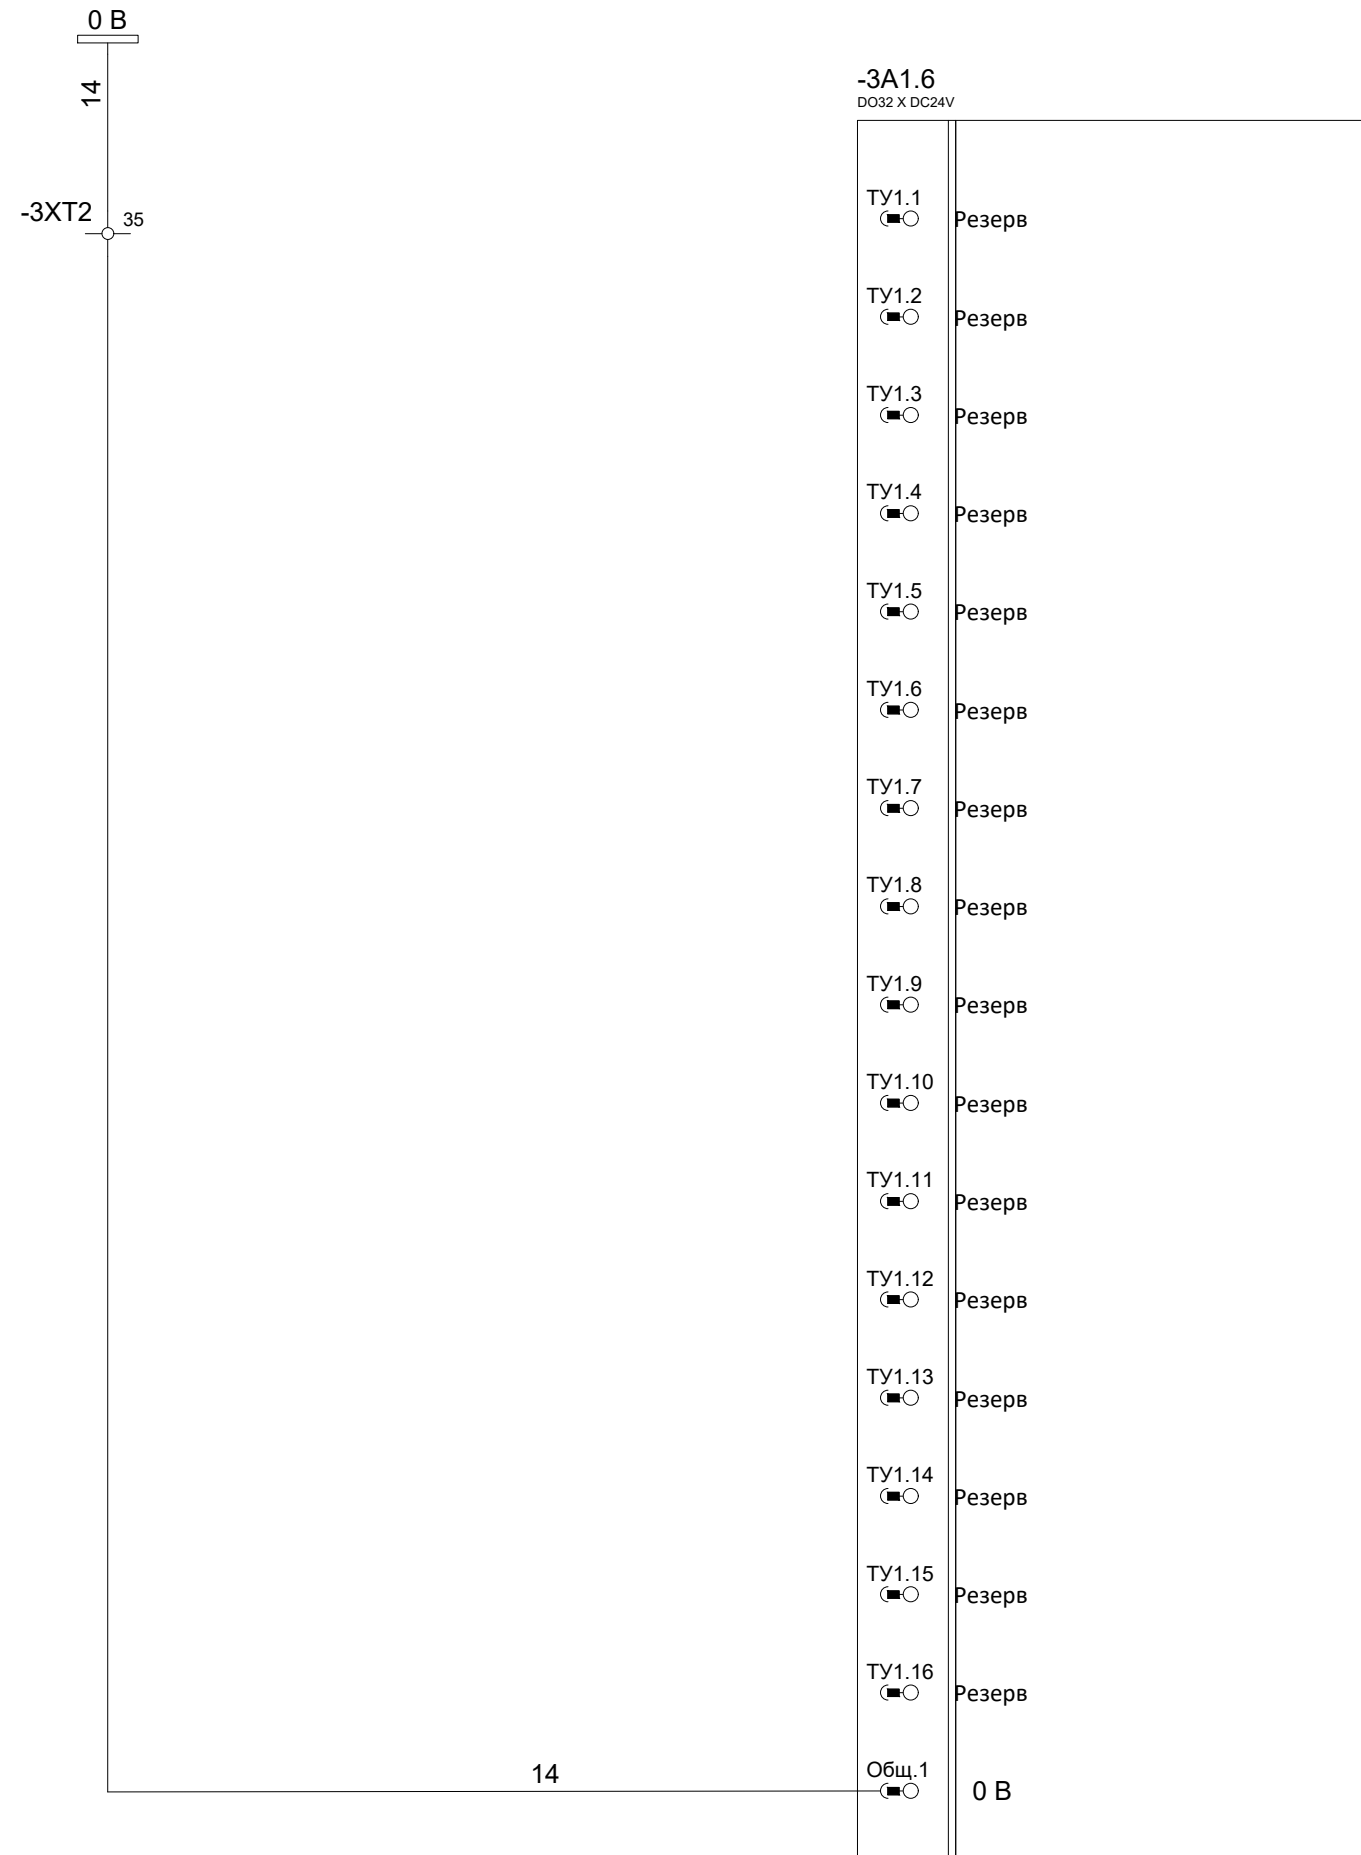 0 В
14
-3A1.6
DO32 X DC24V
-3XT2
35
ТУ1.1
Резерв
ТУ1.2
Резерв
ТУ1.3
Резерв
ТУ1.4
Резерв
ТУ1.5
Резерв
ТУ1.6
Резерв
ТУ1.7
Резерв
ТУ1.8
Резерв
ТУ1.9
Резерв
ТУ1.10
Резерв
ТУ1.11
Резерв
ТУ1.12
Резерв
ТУ1.13
Резерв
ТУ1.14
Резерв
ТУ1.15
Резерв
ТУ1.16
Резерв
14
Общ.1
0 В